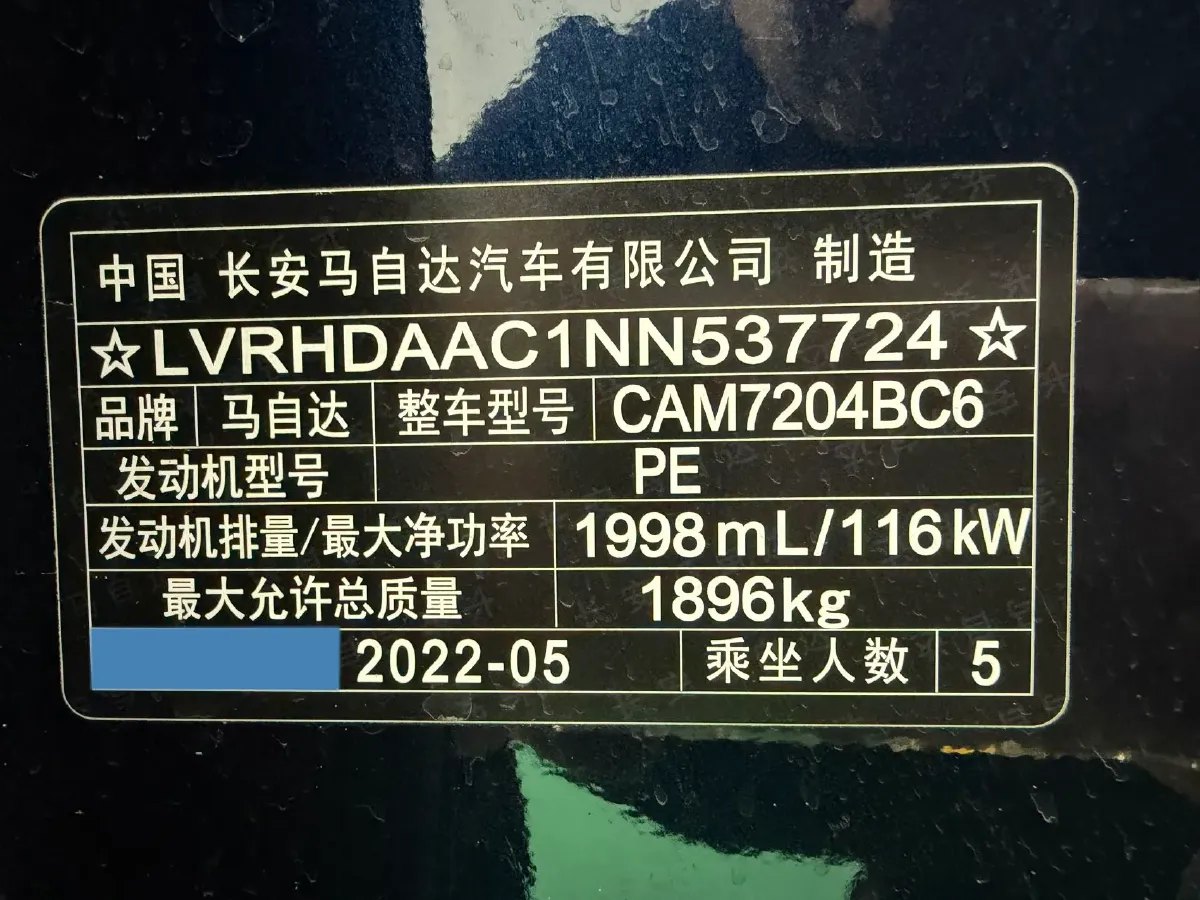 中国 长安马自达汽车有限公司 制造
☆LVRHDAAC1NN537724☆
品牌 马自达 整车型号 CAM7204BC6
发动机型号 PE
发动机排量/最大净功率 1998mL/116kW
最大允许总质量 1896kg
2022-05 乘坐人数 5